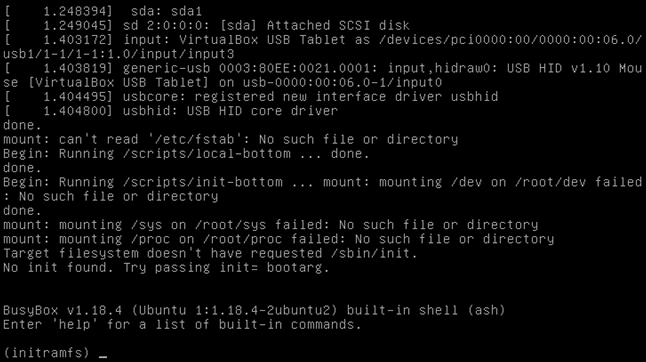 [    1.248394]  sda: sda1
[    1.249045] sd 2:0:0:0: [sda] Attached SCSI disk
[    1.403172] input: VirtualBox USB Tablet as /devices/pci0000:00/0000:00:06.0/
usb1/1-1/1-1:1.0/input/input3
[    1.403819] generic-usb 0003:80EE:0021.0001: input,hidraw0: USB HID v1.10 Mou
se [VirtualBox USB Tablet] on usb-0000:00:06.0-1/input0
[    1.404495] usbcore: registered new interface driver usbhid
[    1.404800] usbhid: USB HID core driver
done.
mount: can't read '/etc/fstab': No such file or directory
Begin: Running /scripts/local-bottom ... done.
done.
Begin: Running /scripts/init-bottom ... mount: mounting /dev on /root/dev failed
: No such file or directory
done.
mount: mounting /sys on /root/sys failed: No such file or directory
mount: mounting /proc on /root/proc failed: No such file or directory
Target filesystem doesn't have requested /sbin/init.
No init found. Try passing init= bootarg.
BusyBox v1.18.4 (Ubuntu 1:1.18.4-2ubuntu2) built-in shell (ash)
Enter 'help' for a list of built-in commands.
(initramfs) _